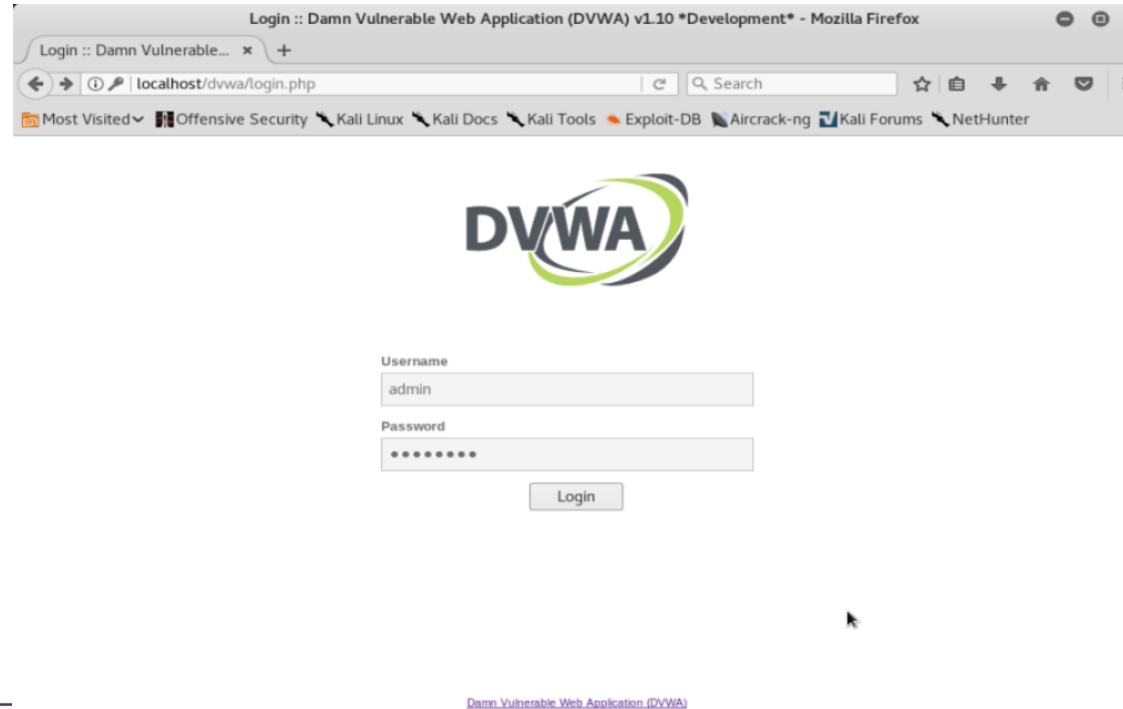 Login :: Damn Vulnerable Web Application (DVWA) v1.10 *Development* - Mozilla Firefox
Login :: Damn Vulnerable...
localhost/dvwa/login.php
Search
Most Visited Offensive Security Kali Linux Kali Docs Kali Tools Exploit-DB Aircrack-ng Kali Forums NetHunter
DVWA
Username
admin
Password
••••••••
Login
Damn Vulnerable Web Application (DVWA)